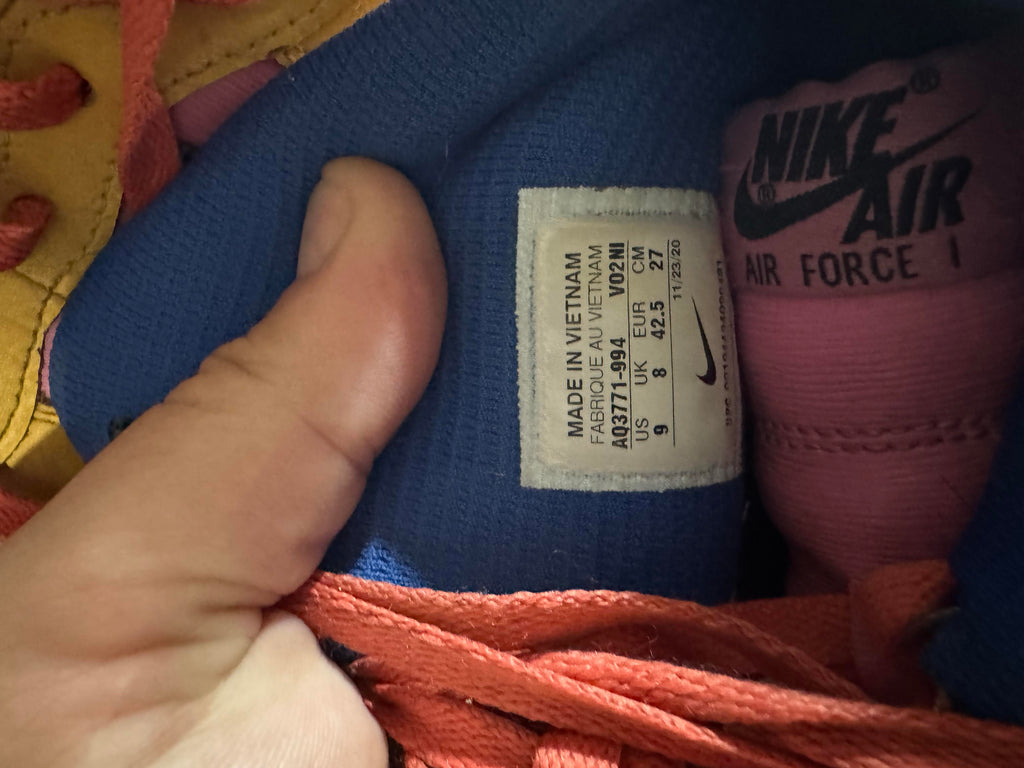 MADE IN VIETNAM
FABRIQUE AU VIETNAM
AQ3771-994 V02NI
US UK EUR CM
9 8 42.5 27
11/23/20
NIKE®
®
AIR
AIR FORCE I